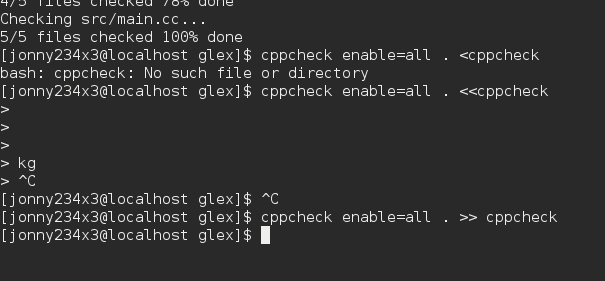 4/5 files checked 78% done
Checking src/main.cc...
5/5 files checked 100% done
[jonny234x3@localhost glex]$ cppcheck enable=all . <cppcheck
bash: cppcheck: No such file or directory
[jonny234x3@localhost glex]$ cppcheck enable=all . <<cppcheck
>
>
>
> kg
> ^C
[jonny234x3@localhost glex]$ ^C
[jonny234x3@localhost glex]$ cppcheck enable=all . >> cppcheck
[jonny234x3@localhost glex]$